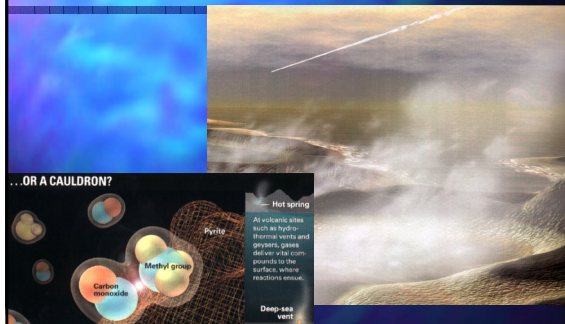 ...OR A CAULDRON?
Hot spring
At volcanic sites
such as hydro-
thermal vents and
geysers, gases
deliver vital com-
pounds to the
surface, where
reactions ensue.
Pyrite
Methyl group
Carbon
monoxide
Deep-sea
vent